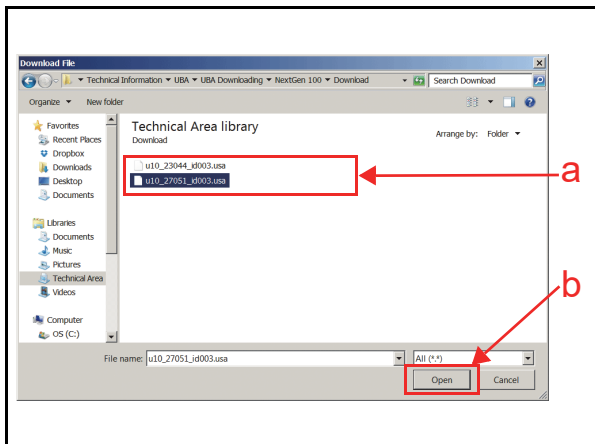 Download File
Technical Information UBA UBA Downloading NextGen 100 Download Search Download
Organize New folder
Favorites
Recent Places
Dropbox
Downloads
Desktop
Documents
Libraries
Documents
Music
Pictures
Technical Area
Videos
Computer
OS (C:)
Technical Area library
Download
Arrange by: Folder
u10_23044_id003.usa
u10_27051_id003.usa
a
b
File name: u10_27051_id003.usa All (*.*)
Open Cancel